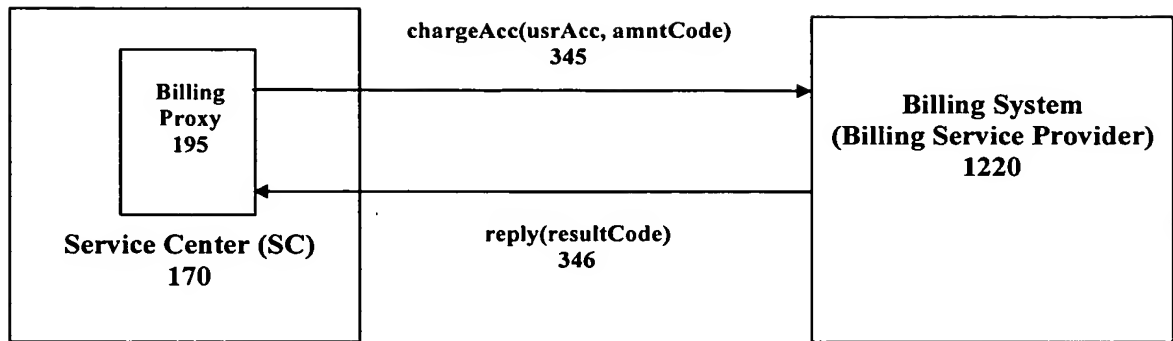 Billing
Proxy
195
Service Center (SC)
170
chargeAcc(usrAcc, amntCode)
345
reply(resultCode)
346
Billing System
(Billing Service Provider)
1220